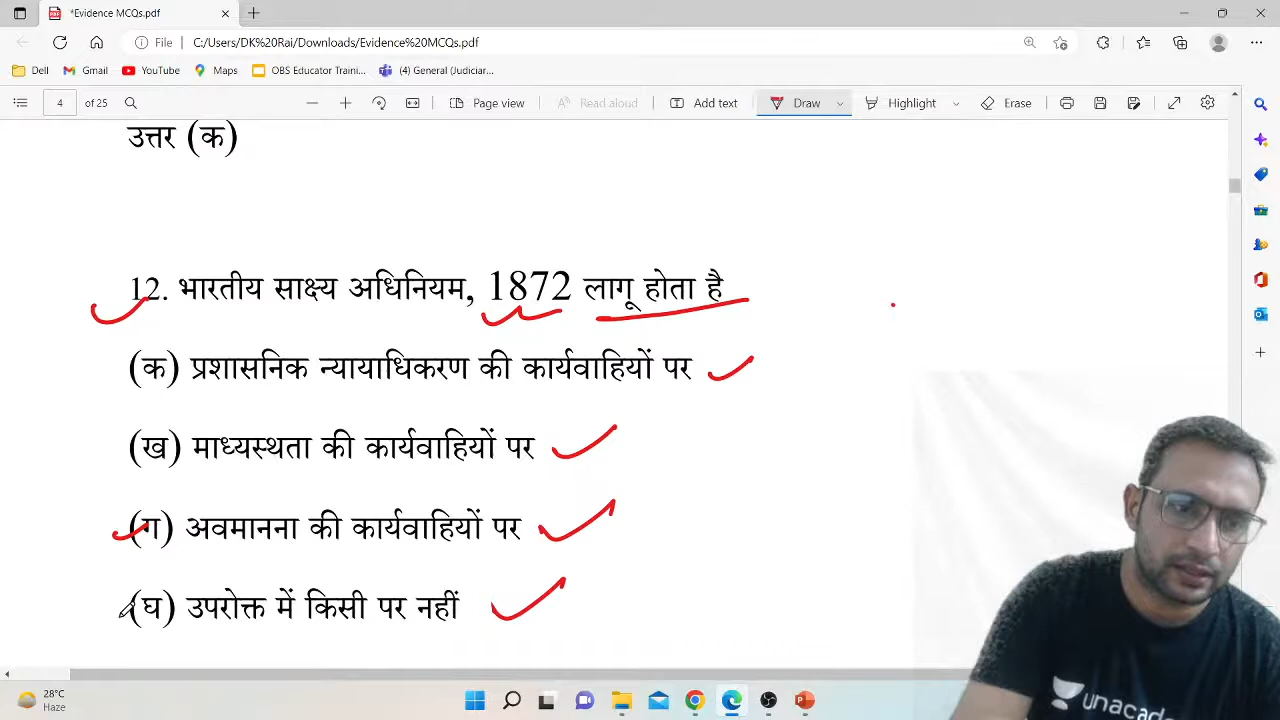 *Evidence MCQs.pdf
File C:/Users/DK%20Rai/Downloads/Evidence%20MCQs.pdf
Dell Gmail YouTube Maps OBS Educator Traini... (4) General (Judiciar...
4 of 25 Page view Read aloud Add text Draw Highlight Erase
उत्तर (क)
12. भारतीय साक्ष्य अधिनियम, 1872 लागू होता है
(क) प्रशासनिक न्यायाधिकरण की कार्यवाहियों पर
(ख) माध्यस्थता की कार्यवाहियों पर
(ग) अवमानना की कार्यवाहियों पर
(घ) उपरोक्त में किसी पर नहीं
28°C
Haze